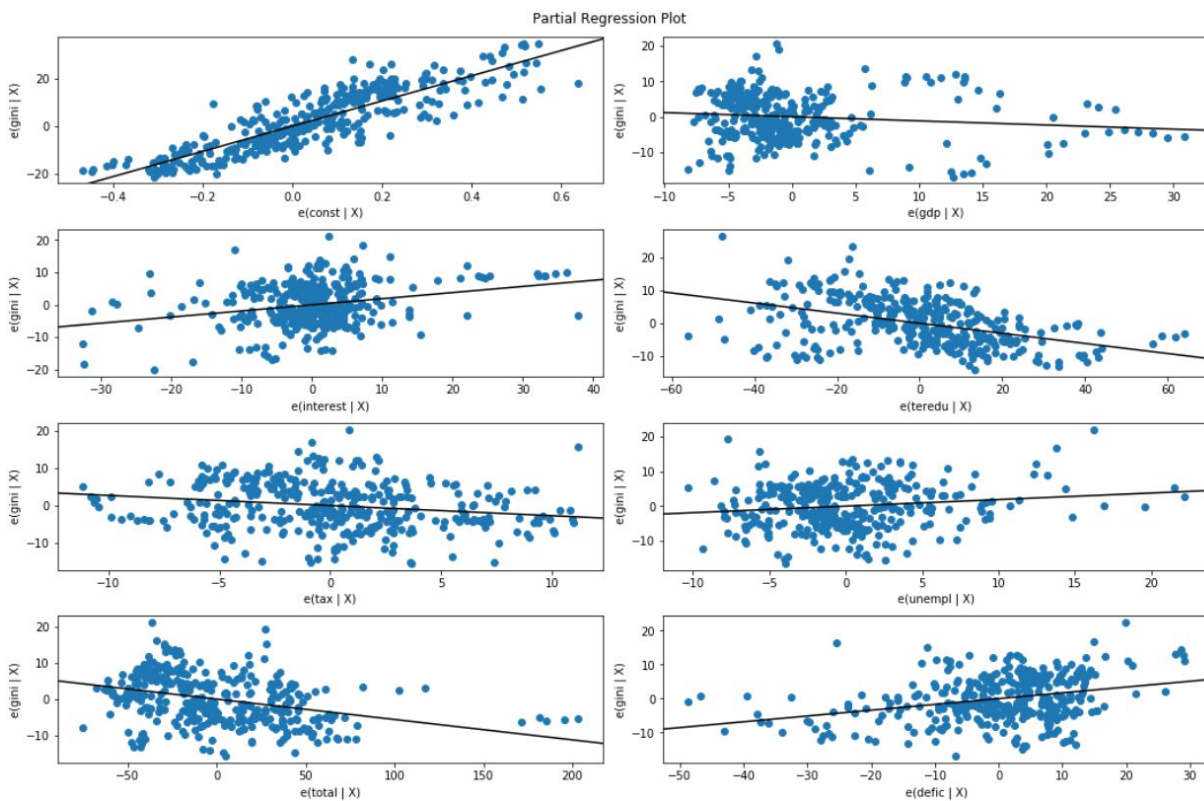 Partial Regression Plot
e(gini | X)
20
0
−20
−0.4 −0.2 0.0 0.2 0.4 0.6
e(const | X)
e(gini | X)
20
10
0
−10
−10 −5 0 5 10 15 20 25 30
e(gdp | X)
e(gini | X)
20
10
0
−10
−20
−30 −20 −10 0 10 20 30 40
e(interest | X)
e(gini | X)
20
10
0
−10
−60 −40 −20 0 20 40 60
e(teredu | X)
e(gini | X)
20
10
0
−10
−10 −5 0 5 10
e(tax | X)
e(gini | X)
20
10
0
−10
−10 −5 0 5 10 15 20
e(unempl | X)
e(gini | X)
20
10
0
−10
−50 0 50 100 150 200
e(total | X)
e(gini | X)
20
10
0
−10
−50 −40 −30 −20 −10 0 10 20 30
e(defic | X)